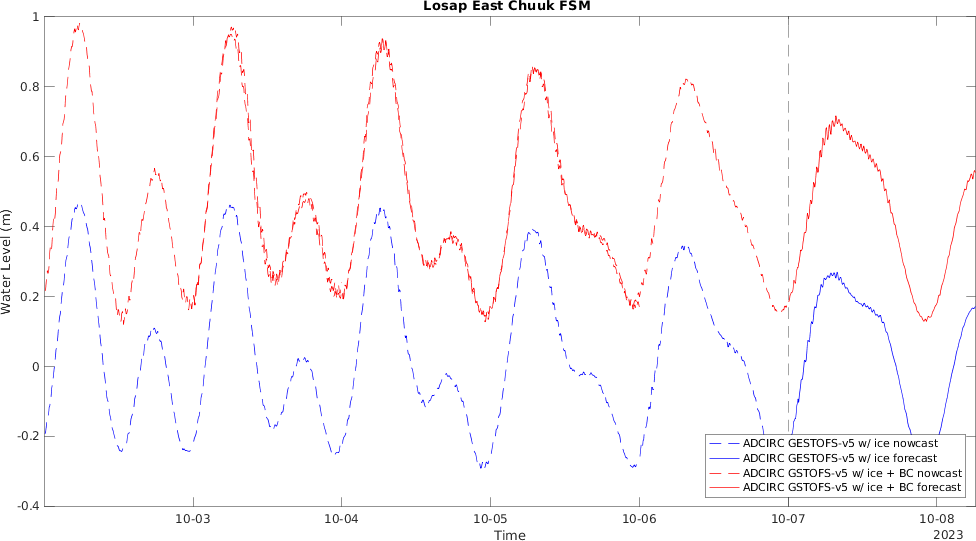 Losap East Chuuk FSM
Water Level (m)
1
0.8
0.6
0.4
0.2
0
-0.2
-0.4
10-03
10-04
10-05
10-06
10-07
10-08
Time
2023
ADCIRC GESTOFS-v5 w/ ice nowcast
ADCIRC GESTOFS-v5 w/ ice forecast
ADCIRC GSTOFS-v5 w/ ice + BC nowcast
ADCIRC GSTOFS-v5 w/ ice + BC forecast